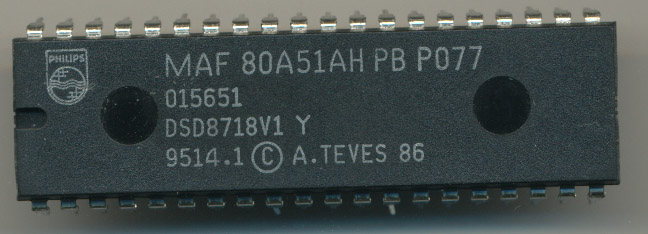 PHILIPS
MAF 80A51AH PB P077
015651
DSD8718V1 Y
9514.1 © A.TEVES 86